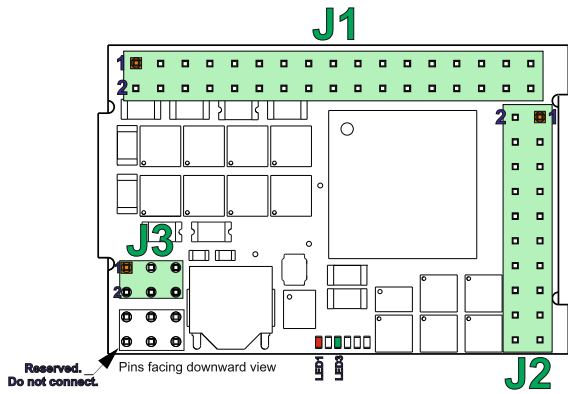 J1
1
2
2 1
J3
1
2
Reserved.
Do not connect.
Pins facing downward view
LED1
LED3
J2